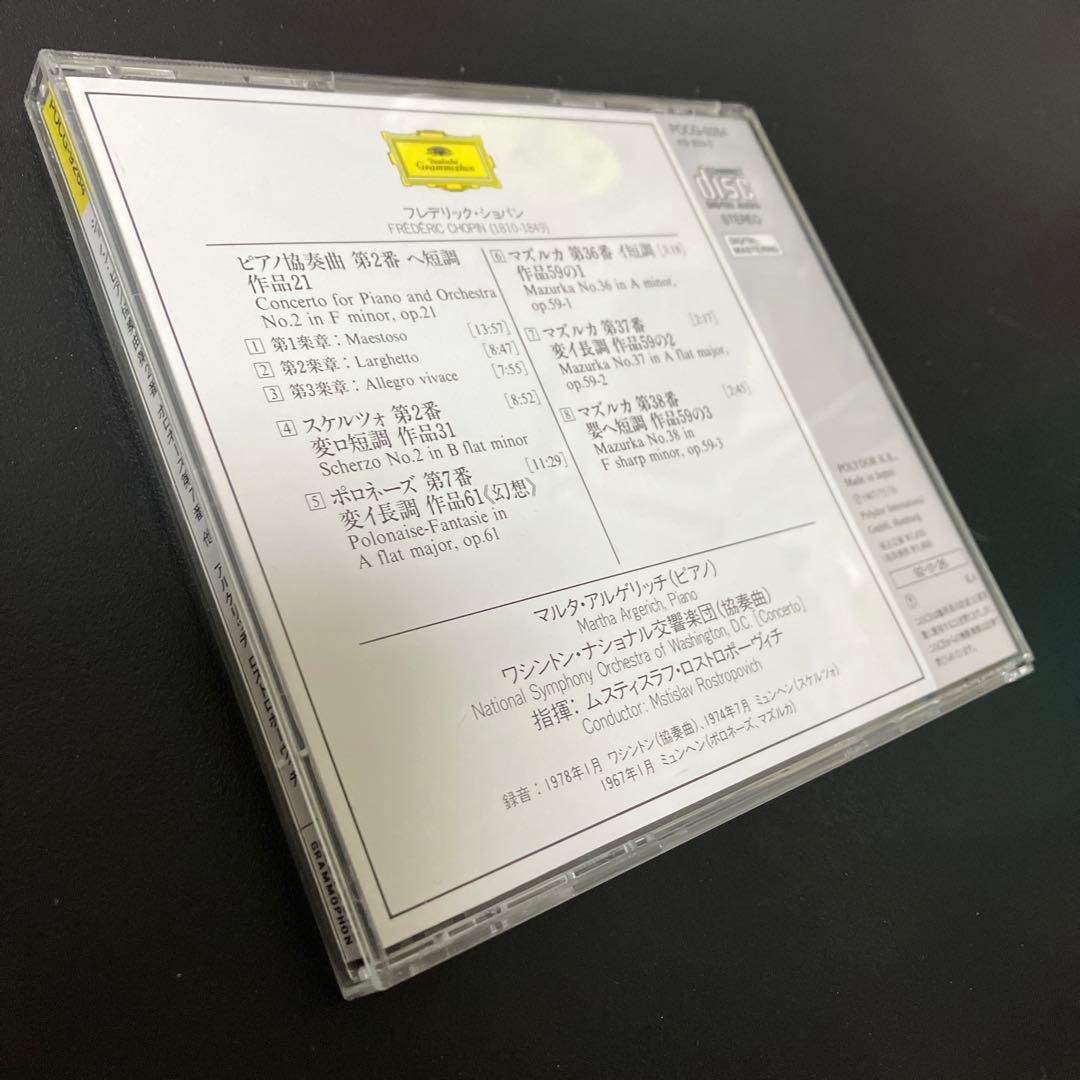 Deutsche
Grammophon
フレデリック・ショパン
FRÉDÉRIC CHOPIN (1810-1849)
ピアノ協奏曲 第2番 ヘ短調
作品21
Concerto for Piano and Orchestra
No.2 in F minor, op.21
1 第1楽章：Maestoso [13:57]
2 第2楽章：Larghetto [8:47]
3 第3楽章：Allegro vivace [7:55]
4 スケルツォ 第2番 [8:52]
変ロ短調 作品31
Scherzo No.2 in B flat minor
5 ポロネーズ 第7番 [11:29]
変イ長調 作品61《幻想》
Polonaise-Fantasie in
A flat major, op.61
6 マズルカ 第36番 イ短調 [3:18]
作品59の1
Mazurka No.36 in A minor,
op.59-1
7 マズルカ 第37番 [2:17]
変イ長調 作品59の2
Mazurka No.37 in A flat major,
op.59-2
8 マズルカ 第38番 [2:45]
嬰ヘ短調 作品59の3
Mazurka No.38 in
F sharp minor, op.59-3
マルタ・アルゲリッチ(ピアノ)
Martha Argerich, Piano
ワシントン・ナショナル交響楽団(協奏曲)
National Symphony Orchestra of Washington, D.C. [Concerto]
指揮：ムスティスラフ・ロストロポーヴィチ
Conductor: Mstislav Rostropovich
録音：1978年1月 ワシントン(協奏曲)、1974年7月 ミュンヘン(スケルツォ)
1967年1月 ミュンヘン(ポロネーズ、マズルカ)
COMPACT
disc
DIGITAL AUDIO
STEREO
DIGITAL
MASTERING
POLYDOR K.K.,
Made in Japan
Polydor International
GmbH, Hamburg
GRAMMOPHON